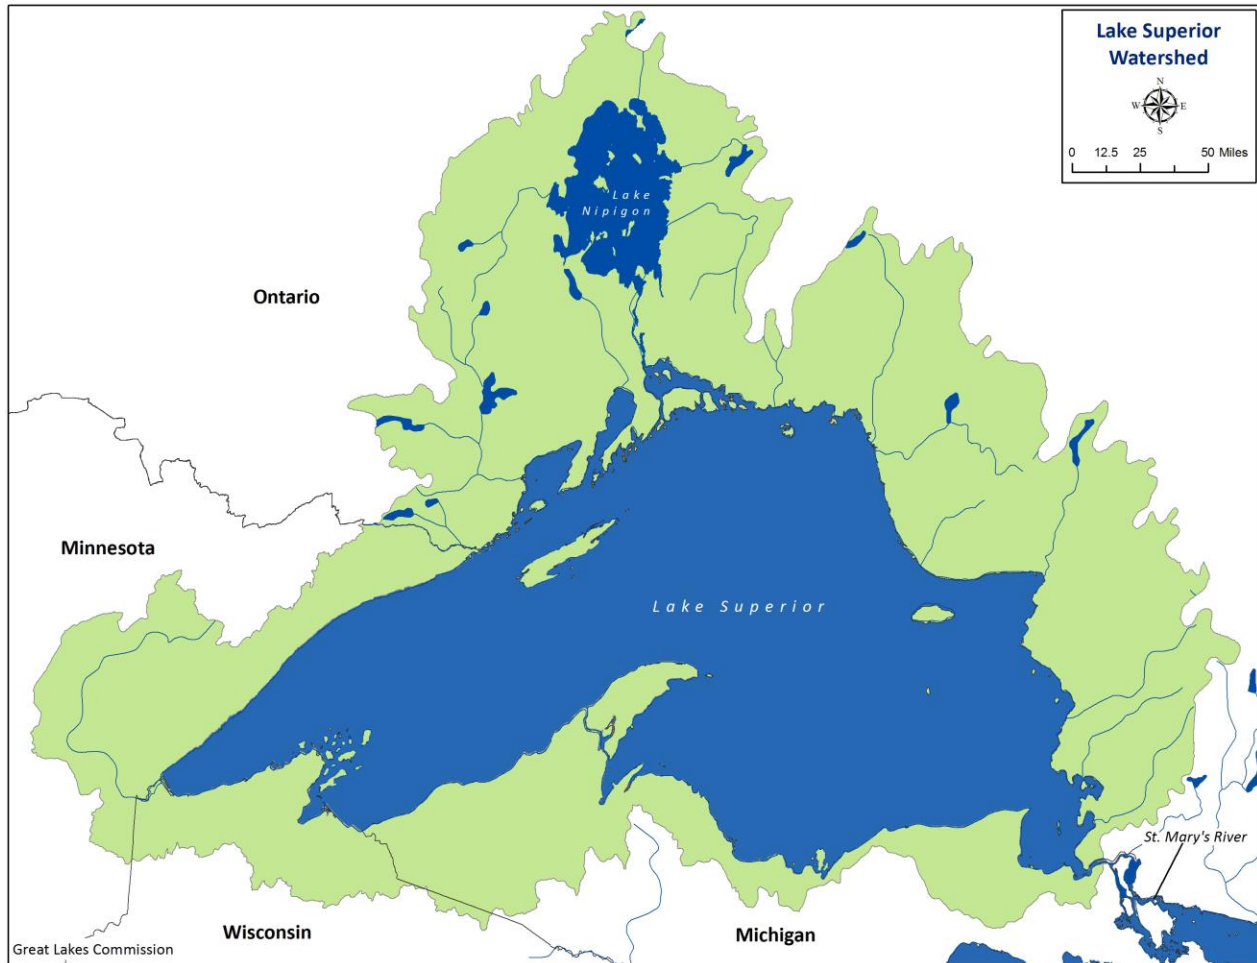 Lake Superior
Watershed
N
W E
S
0 12.5 25 50 Miles
Lake
Nipigon
Ontario
Minnesota
Lake Superior
St. Mary's River
Wisconsin
Michigan
Great Lakes Commission